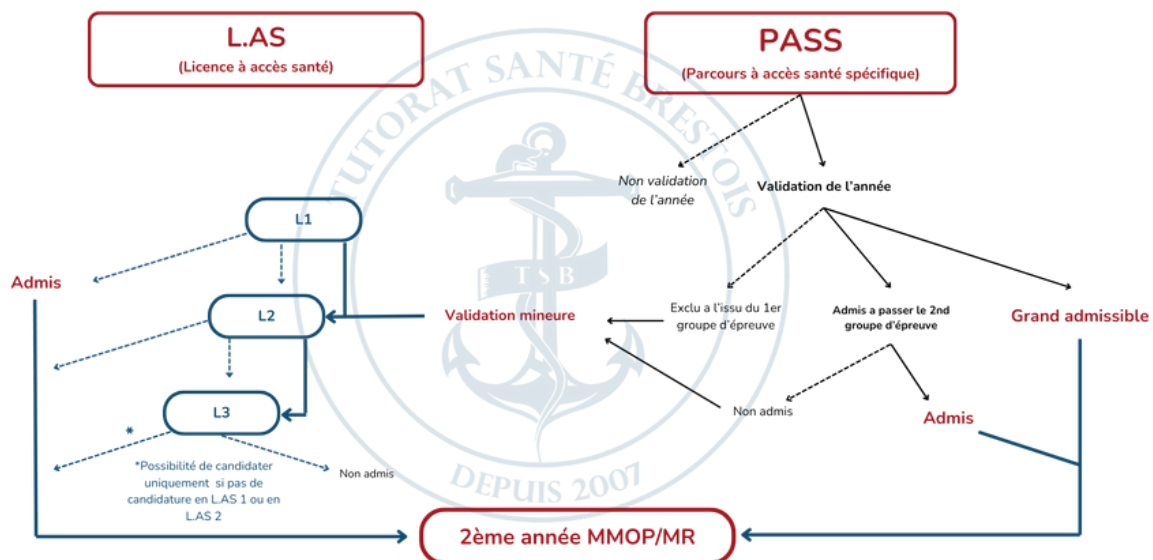 L.AS
(Licence à accès santé)
PASS
(Parcours à accès santé spécifique)
TUTORAT SANTÉ BRESTOIS
Non validation
de l'année
Validation de l'année
L1
Admis
TSB
L2
Validation mineure
Exclu a l'issu du 1er
groupe d'épreuve
Admis a passer le 2nd
groupe d'épreuve
Grand admissible
L3
Non admis
Admis
*
*Possibilité de candidater
uniquement si pas de
candidature en L.AS 1 ou en
L.AS 2
Non admis
DEPUIS 2007
2ème année MMOP/MR